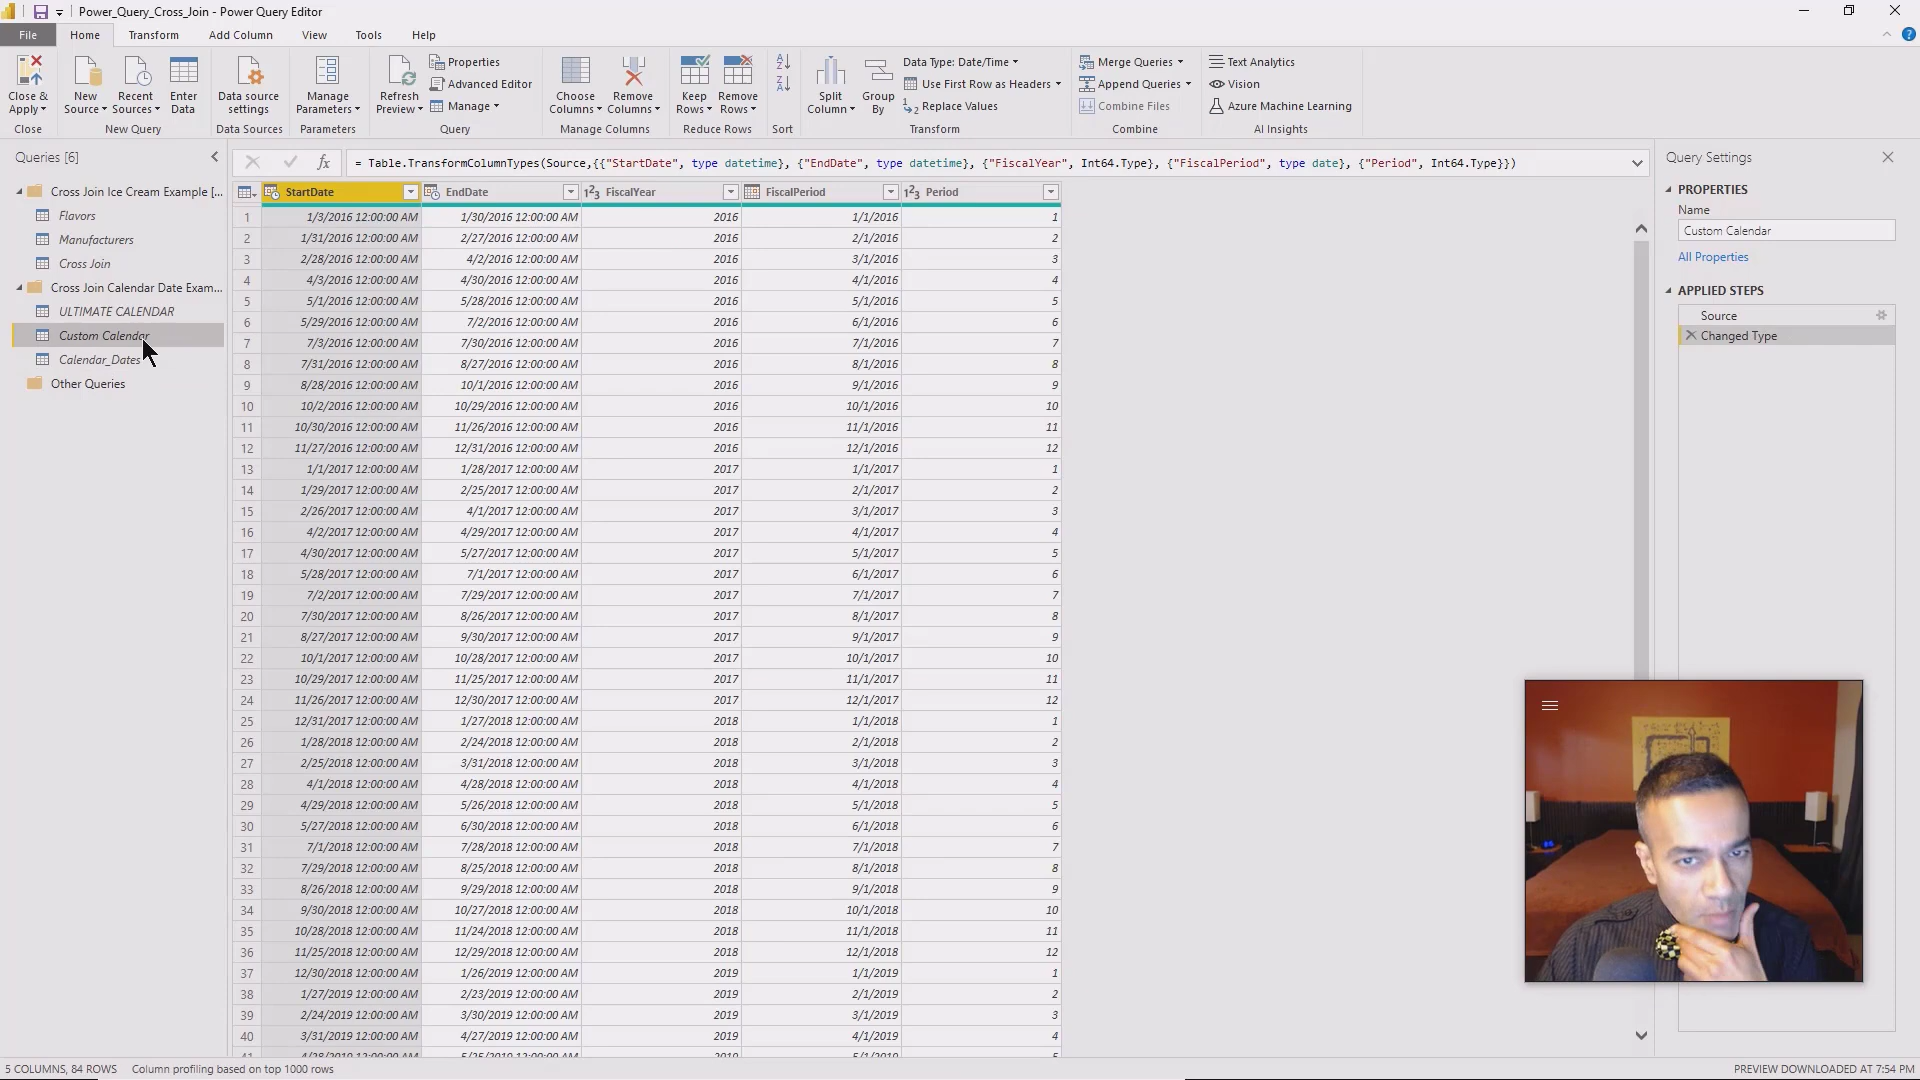 Power_Query_Cross_Join - Power Query Editor
File Home Transform Add Column View Tools Help
Close & Apply
New Source
Recent Sources
Enter Data
Data source settings
Manage Parameters
Refresh Preview
Properties
Advanced Editor
Manage
Choose Columns
Remove Columns
Keep Rows
Remove Rows
Split Column
Group By
Data Type: Date/Time
Use First Row as Headers
Replace Values
Merge Queries
Append Queries
Combine Files
Text Analytics
Vision
Azure Machine Learning
Close New Query Data Sources Parameters Query Manage Columns Reduce Rows Sort Transform Combine AI Insights
Queries [6]
Cross Join Ice Cream Example [...
Flavors
Manufacturers
Cross Join
Cross Join Calendar Date Exam...
ULTIMATE CALENDAR
Custom Calendar
Calendar_Dates
Other Queries
fx = Table.TransformColumnTypes(Source,{{"StartDate", type datetime}, {"EndDate", type datetime}, {"FiscalYear", Int64.Type}, {"FiscalPeriod", type date}, {"Period", Int64.Type}})
StartDate EndDate 123 FiscalYear FiscalPeriod 123 Period
1 1/3/2016 12:00:00 AM 1/30/2016 12:00:00 AM 2016 1/1/2016 1
2 1/31/2016 12:00:00 AM 2/27/2016 12:00:00 AM 2016 2/1/2016 2
3 2/28/2016 12:00:00 AM 4/2/2016 12:00:00 AM 2016 3/1/2016 3
4 4/3/2016 12:00:00 AM 4/30/2016 12:00:00 AM 2016 4/1/2016 4
5 5/1/2016 12:00:00 AM 5/28/2016 12:00:00 AM 2016 5/1/2016 5
6 5/29/2016 12:00:00 AM 7/2/2016 12:00:00 AM 2016 6/1/2016 6
7 7/3/2016 12:00:00 AM 7/30/2016 12:00:00 AM 2016 7/1/2016 7
8 7/31/2016 12:00:00 AM 8/27/2016 12:00:00 AM 2016 8/1/2016 8
9 8/28/2016 12:00:00 AM 10/1/2016 12:00:00 AM 2016 9/1/2016 9
10 10/2/2016 12:00:00 AM 10/29/2016 12:00:00 AM 2016 10/1/2016 10
11 10/30/2016 12:00:00 AM 11/26/2016 12:00:00 AM 2016 11/1/2016 11
12 11/27/2016 12:00:00 AM 12/31/2016 12:00:00 AM 2016 12/1/2016 12
13 1/1/2017 12:00:00 AM 1/28/2017 12:00:00 AM 2017 1/1/2017 1
14 1/29/2017 12:00:00 AM 2/25/2017 12:00:00 AM 2017 2/1/2017 2
15 2/26/2017 12:00:00 AM 4/1/2017 12:00:00 AM 2017 3/1/2017 3
16 4/2/2017 12:00:00 AM 4/29/2017 12:00:00 AM 2017 4/1/2017 4
17 4/30/2017 12:00:00 AM 5/27/2017 12:00:00 AM 2017 5/1/2017 5
18 5/28/2017 12:00:00 AM 7/1/2017 12:00:00 AM 2017 6/1/2017 6
19 7/2/2017 12:00:00 AM 7/29/2017 12:00:00 AM 2017 7/1/2017 7
20 7/30/2017 12:00:00 AM 8/26/2017 12:00:00 AM 2017 8/1/2017 8
21 8/27/2017 12:00:00 AM 9/30/2017 12:00:00 AM 2017 9/1/2017 9
22 10/1/2017 12:00:00 AM 10/28/2017 12:00:00 AM 2017 10/1/2017 10
23 10/29/2017 12:00:00 AM 11/25/2017 12:00:00 AM 2017 11/1/2017 11
24 11/26/2017 12:00:00 AM 12/30/2017 12:00:00 AM 2017 12/1/2017 12
25 12/31/2017 12:00:00 AM 1/27/2018 12:00:00 AM 2018 1/1/2018 1
26 1/28/2018 12:00:00 AM 2/24/2018 12:00:00 AM 2018 2/1/2018 2
27 2/25/2018 12:00:00 AM 3/31/2018 12:00:00 AM 2018 3/1/2018 3
28 4/1/2018 12:00:00 AM 4/28/2018 12:00:00 AM 2018 4/1/2018 4
29 4/29/2018 12:00:00 AM 5/26/2018 12:00:00 AM 2018 5/1/2018 5
30 5/27/2018 12:00:00 AM 6/30/2018 12:00:00 AM 2018 6/1/2018 6
31 7/1/2018 12:00:00 AM 7/28/2018 12:00:00 AM 2018 7/1/2018 7
32 7/29/2018 12:00:00 AM 8/25/2018 12:00:00 AM 2018 8/1/2018 8
33 8/26/2018 12:00:00 AM 9/29/2018 12:00:00 AM 2018 9/1/2018 9
34 9/30/2018 12:00:00 AM 10/27/2018 12:00:00 AM 2018 10/1/2018 10
35 10/28/2018 12:00:00 AM 11/24/2018 12:00:00 AM 2018 11/1/2018 11
36 11/25/2018 12:00:00 AM 12/29/2018 12:00:00 AM 2018 12/1/2018 12
37 12/30/2018 12:00:00 AM 1/26/2019 12:00:00 AM 2019 1/1/2019 1
38 1/27/2019 12:00:00 AM 2/23/2019 12:00:00 AM 2019 2/1/2019 2
39 2/24/2019 12:00:00 AM 3/30/2019 12:00:00 AM 2019 3/1/2019 3
40 3/31/2019 12:00:00 AM 4/27/2019 12:00:00 AM 2019 4/1/2019 4
Query Settings
PROPERTIES
Name
Custom Calendar
All Properties
APPLIED STEPS
Source
Changed Type
5 COLUMNS, 84 ROWS Column profiling based on top 1000 rows
PREVIEW DOWNLOADED AT 7:54 PM